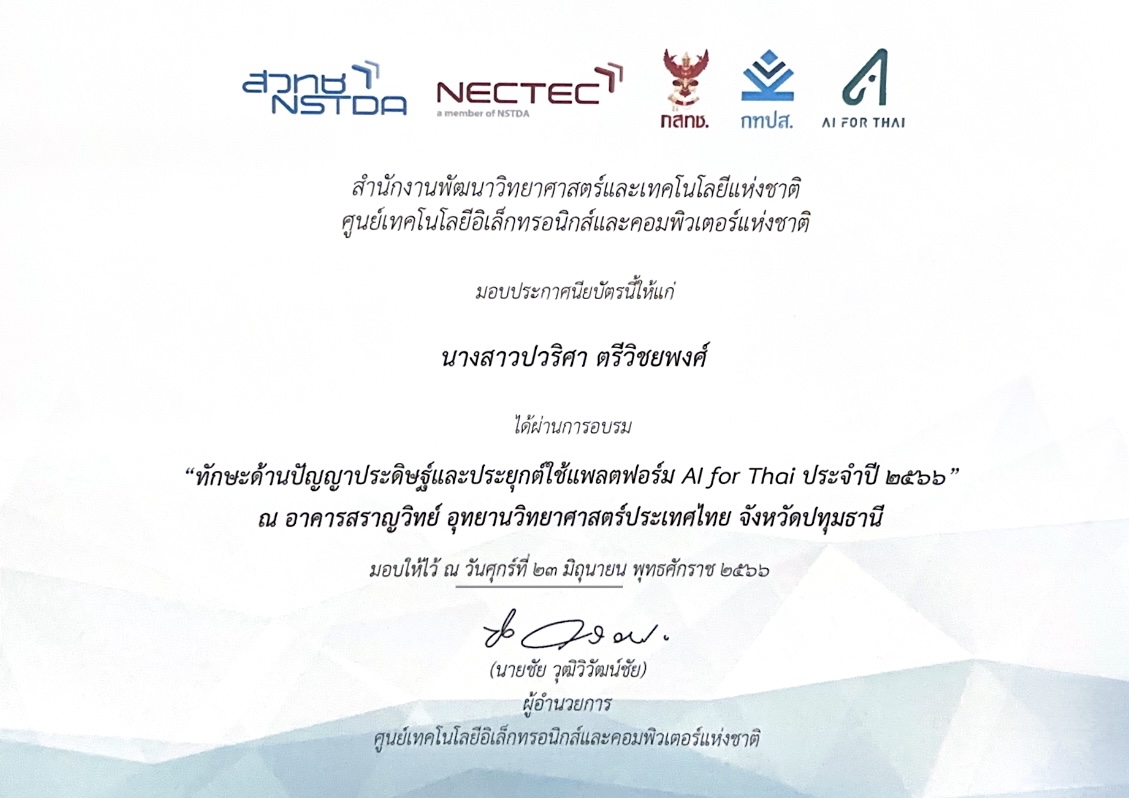 สวทช
NSTDA
NECTEC
a member of NSTDA
กสทช.
กทปส.
AI FOR THAI
สำนักงานพัฒนาวิทยาศาสตร์และเทคโนโลยีแห่งชาติ
ศูนย์เทคโนโลยีอิเล็กทรอนิกส์และคอมพิวเตอร์แห่งชาติ
มอบประกาศนียบัตรนี้ให้แก่
นางสาวปวริศา ตรีวิชยพงศ์
ได้ผ่านการอบรม
“ทักษะด้านปัญญาประดิษฐ์และประยุกต์ใช้แพลตฟอร์ม AI for Thai ประจำปี ๒๕๖๖”
ณ อาคารสราญวิทย์ อุทยานวิทยาศาสตร์ประเทศไทย จังหวัดปทุมธานี
มอบให้ไว้ ณ วันศุกร์ที่ ๒๓ มิถุนายน พุทธศักราช ๒๕๖๖
(นายชัย วุฒิวิวัฒน์ชัย)
ผู้อำนวยการ
ศูนย์เทคโนโลยีอิเล็กทรอนิกส์และคอมพิวเตอร์แห่งชาติ